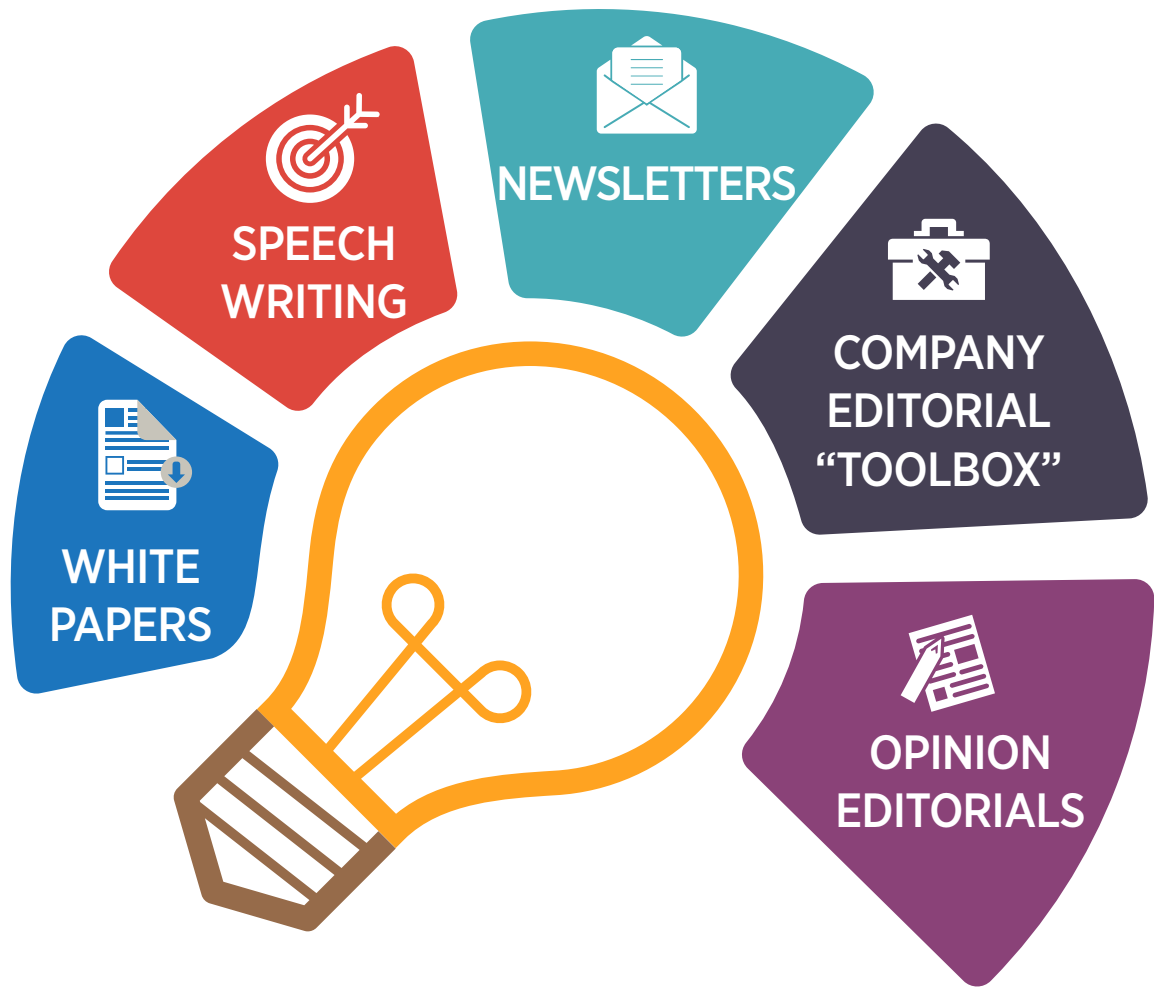 WHITE
PAPERS
SPEECH
WRITING
NEWSLETTERS
COMPANY
EDITORIAL
“TOOLBOX”
OPINION
EDITORIALS